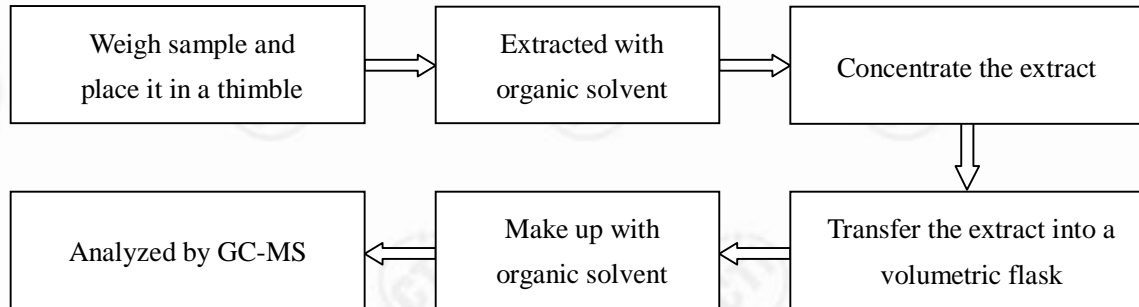 Weigh sample and
place it in a thimble
Extracted with
organic solvent
Concentrate the extract
Transfer the extract into a
volumetric flask
Make up with
organic solvent
Analyzed by GC-MS